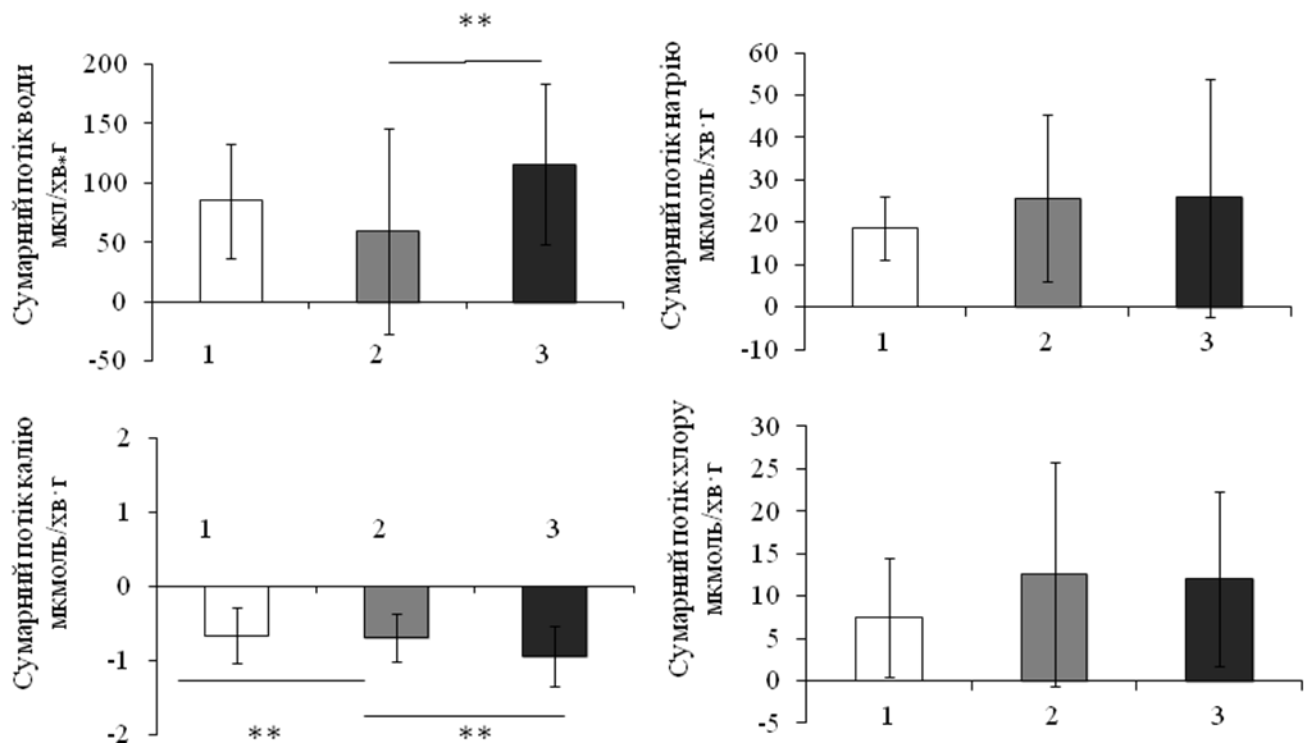 **
Сумарний потік води
мкл/хв*г
200
150
100
50
0
-50
1 2 3
Сумарний потік натрію
мкмоль/хв·г
60
50
40
30
20
10
0
-10
1 2 3
Сумарний потік калію
мкмоль/хв·г
2
1
0
-1
-2
1 2 3
** **
Сумарний потік хлору
мкмоль/хв·г
30
25
20
15
10
5
0
-5
1 2 3